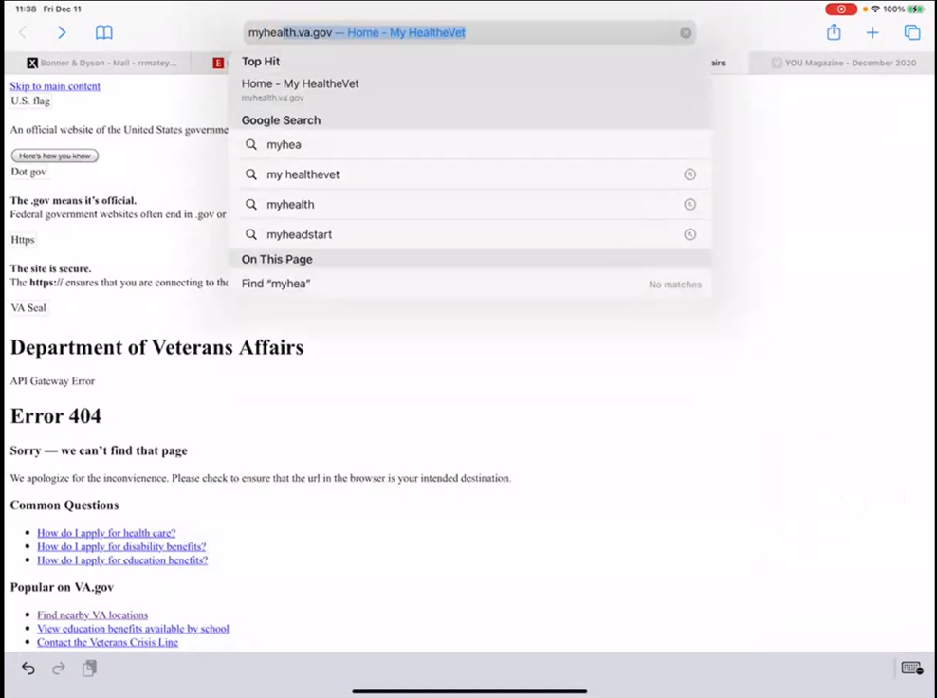 11:38 Fri Dec 11
100%
myhealth.va.gov — Home - My HealtheVet
Bonner & Dyson - Mail - rrmatey...
E
airs
YOU Magazine - December 2020
Top Hit
Home - My HealtheVet
myhealth.va.gov
Google Search
myhea
my healthevet
myhealth
myheadstart
On This Page
Find "myhea"
No matches
Skip to main content
U.S. flag
An official website of the United States governme
Here's how you know
Dot gov
The .gov means it's official.
Federal government websites often end in .gov or
Https
The site is secure.
The https:// ensures that you are connecting to the
VA Seal
Department of Veterans Affairs
API Gateway Error
Error 404
Sorry — we can't find that page
We apologize for the inconvienence. Please check to ensure that the url in the browser is your intended destination.
Common Questions
• How do I apply for health care?
• How do I apply for disability benefits?
• How do I apply for education benefits?
Popular on VA.gov
• Find nearby VA locations
• View education benefits available by school
• Contact the Veterans Crisis Line